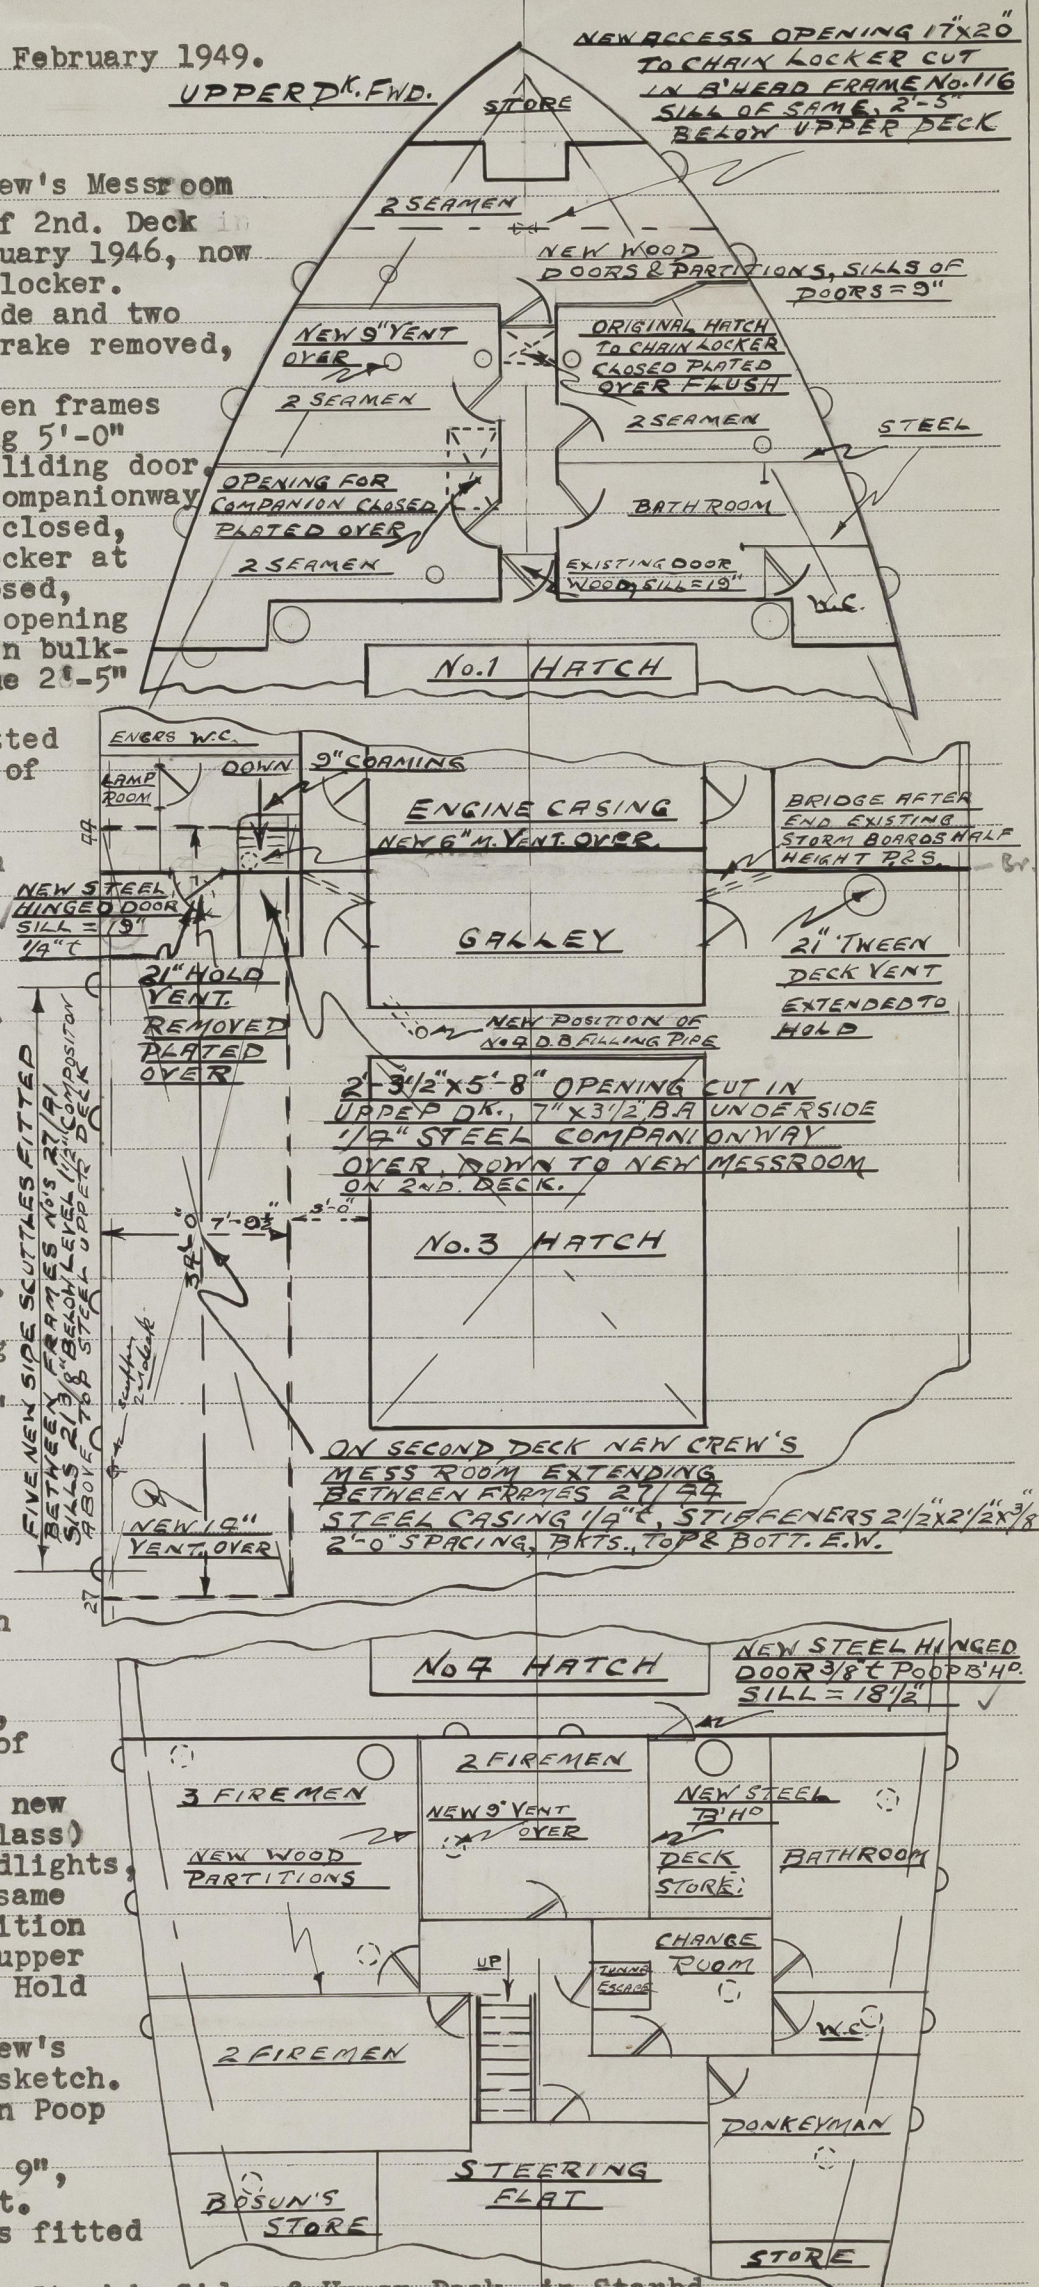 February 1949.
UPPER DK. FWD.
NEW ACCESS OPENING 17"x20"
TO CHAIN LOCKER CUT
IN B'HEAD FRAME No.116
SILL OF SAME, 2'-5"
BELOW UPPER DECK
STORE
ew's Messroom
f 2nd. Deck in
uary 1946, now
locker.
de and two
rake removed,
en frames
g 5'-0"
liding door.
ompanionway
closed,
cker at
sed,
opening
n bulk-
e 2'-5"
2 SEAMEN
NEW WOOD
DOORS & PARTITIONS, SILLS OF
DOORS = 9"
NEW 9" VENT
OVER
2 SEAMEN
ORIGINAL HATCH
TO CHAIN LOCKER
CLOSED PLATED
OVER FLUSH
2 SEAMEN
STEEL
OPENING FOR
COMPANION CLOSED
PLATED OVER
2 SEAMEN
BATHROOM
EXISTING DOOR
WOOD, SILL = 19"
W.C.
No.1 HATCH
tted
of
ENGRS W.C.
LAMP
ROOM
DOWN
9" COAMING
44
ENGINE CASING
NEW 6" M. VENT. OVER.
BRIDGE AFTER
END EXISTING
STORM BOARDS HALF
HEIGHT P.& S.
Br.
NEW STEEL
HINGED DOOR
SILL = 19"
1/4" t
GALLEY
21" 'TWEEN
DECK VENT
EXTENDED TO
HOLD
21" HOLD
VENT.
REMOVED
PLATED
OVER
NEW POSITION OF
No4 D.B. FILLING PIPE
2'-3 1/2" x 5'-8" OPENING CUT IN
UPPER DK., 7" x 3 1/2" B.A UNDERSIDE
1/4" STEEL COMPANIONWAY
OVER, DOWN TO NEW MESSROOM
ON 2ND. DECK.
FIVE NEW SIDE SCUTTLES FITTED
BETWEEN FRAMES No's 27/41
SILLS 21 3/8" BELOW LEVEL 1 1/2" COMPOSITON
ABOVE TOP STEEL UPPER DECK
7'-0½"
3'-0"
34'-0"
No.3 HATCH
scupper
2nd deck
ON SECOND DECK NEW CREW'S
MESS ROOM EXTENDING
BETWEEN FRAMES 27/44
STEEL CASING 1/4" t, STIFFENERS 2 1/2" x 2 1/2" x 3/8
2'-0" SPACING, BKTS., TOP & BOTT. E.W.
NEW 14"
VENT. OVER
27
n
of
new
lass)
dlights,
same
ition
upper
Hold
ew's
sketch.
n Poop
9",
t.
s fitted
No 4 HATCH
NEW STEEL HINGED
DOOR 3/8" t POOP B'HD.
SILL = 18 1/2"
3 FIREMEN
2 FIREMEN
NEW 9" VENT
OVER
NEW STEEL
B'HD
NEW WOOD
PARTITIONS
DECK
STORE.
BATHROOM
CHANGE
ROOM
UP
TUNNEL
ESCAPE
2 FIREMEN
W.C.
DONKEYMAN
STEERING
FLAT
BOSUN'S
STORE
STORE